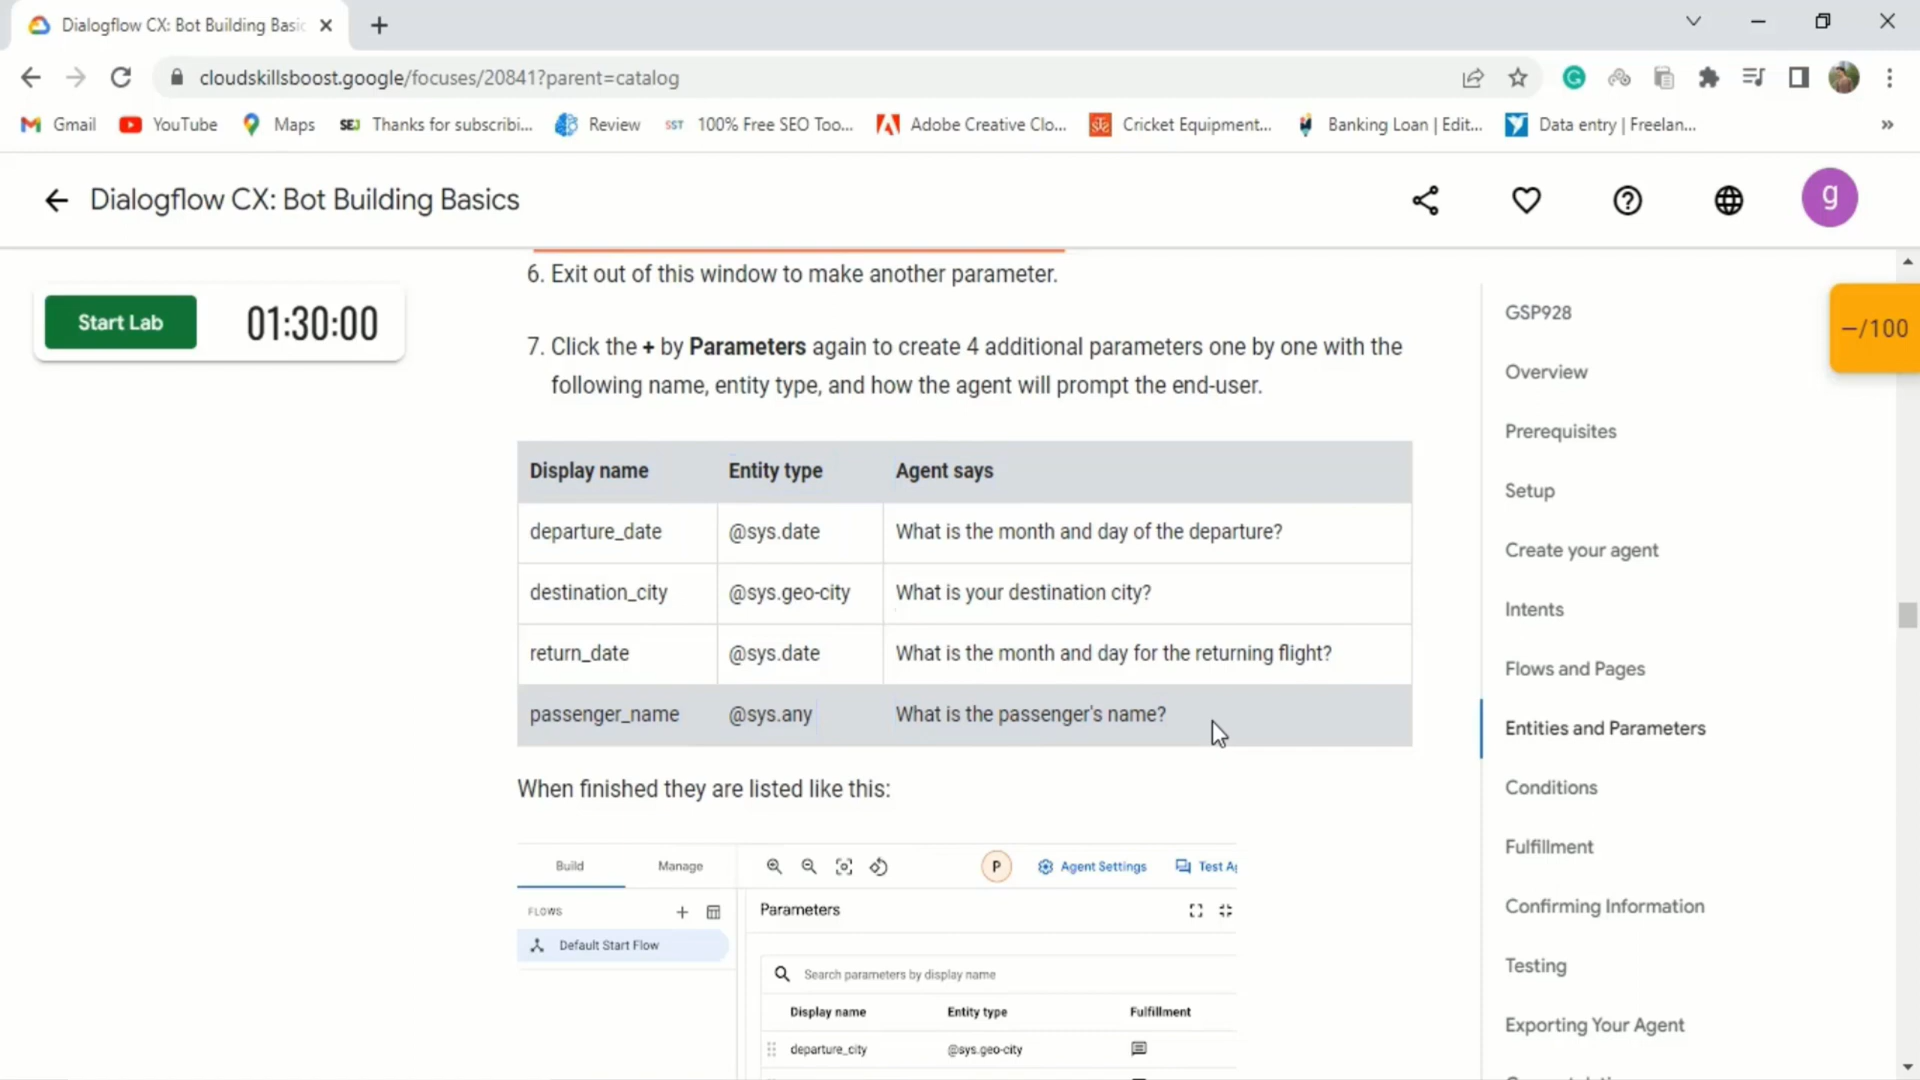 Dialogflow CX: Bot Building Basic
cloudskillsboost.google/focuses/20841?parent=catalog
Gmail YouTube Maps SEJ Thanks for subscribi... Review SST 100% Free SEO Too... Adobe Creative Clo... Cricket Equipment... Banking Loan | Edit... Data entry | Freelan... »
Dialogflow CX: Bot Building Basics
g
Start Lab 01:30:00
6. Exit out of this window to make another parameter.
7. Click the + by Parameters again to create 4 additional parameters one by one with the
following name, entity type, and how the agent will prompt the end-user.
Display name Entity type Agent says
departure_date @sys.date What is the month and day of the departure?
destination_city @sys.geo-city What is your destination city?
return_date @sys.date What is the month and day for the returning flight?
passenger_name @sys.any What is the passenger's name?
When finished they are listed like this:
Build Manage P Agent Settings Test Ag
FLOWS Parameters
Default Start Flow
Search parameters by display name
Display name Entity type Fulfillment
departure_city @sys.geo-city
GSP928
Overview
Prerequisites
Setup
Create your agent
Intents
Flows and Pages
Entities and Parameters
Conditions
Fulfillment
Confirming Information
Testing
Exporting Your Agent
–/100